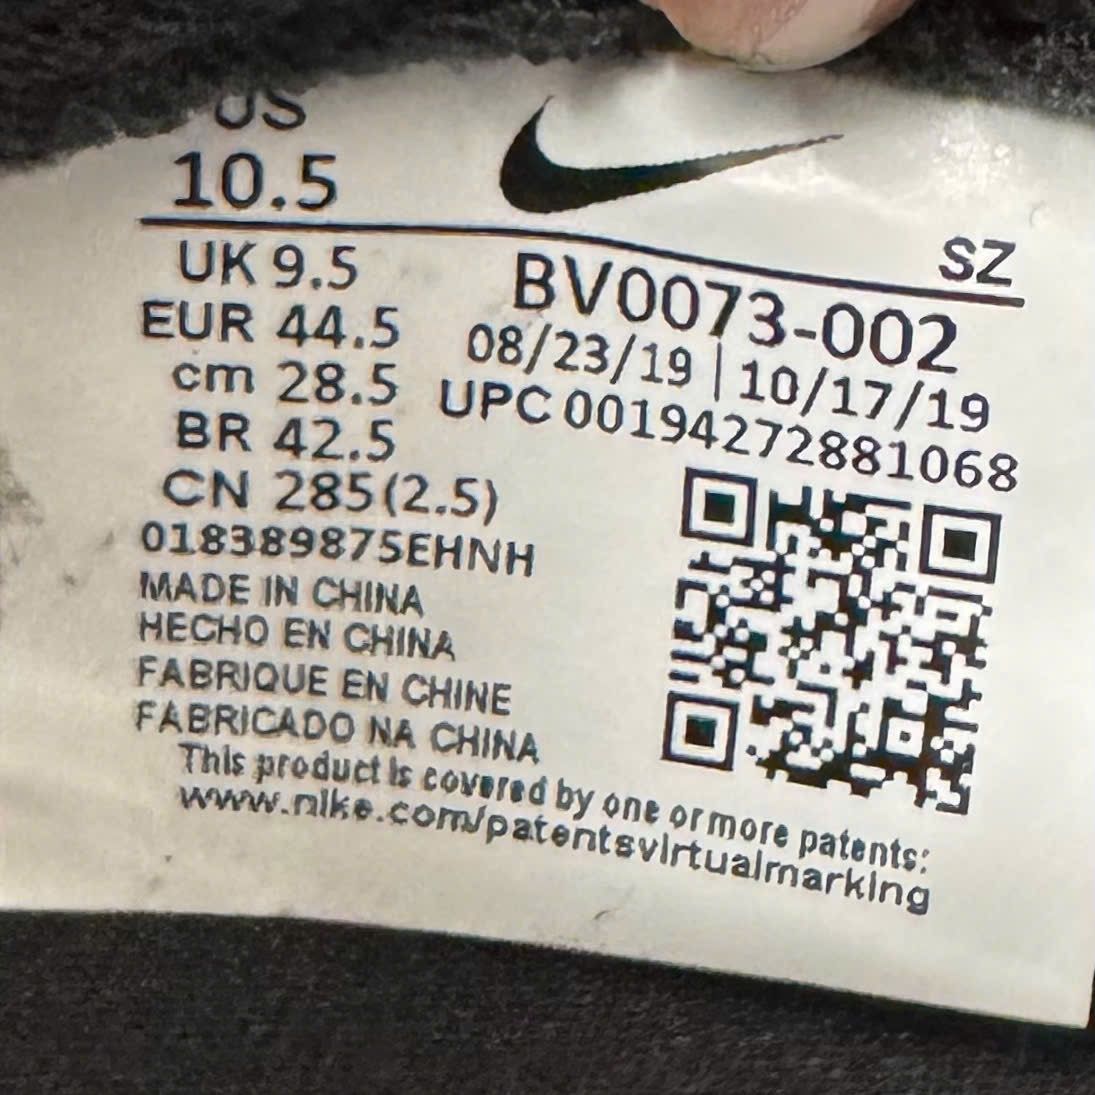 US
10.5
SZ
UK 9.5
EUR 44.5
cm 28.5
BR 42.5
CN 285(2.5)
BV0073-002
08/23/19 | 10/17/19
UPC 00194272881068
018389875EHNH
MADE IN CHINA
HECHO EN CHINA
FABRIQUE EN CHINE
FABRICADO NA CHINA
This product is covered by one or more patents:
www.nike.com/patentsvirtualmarking